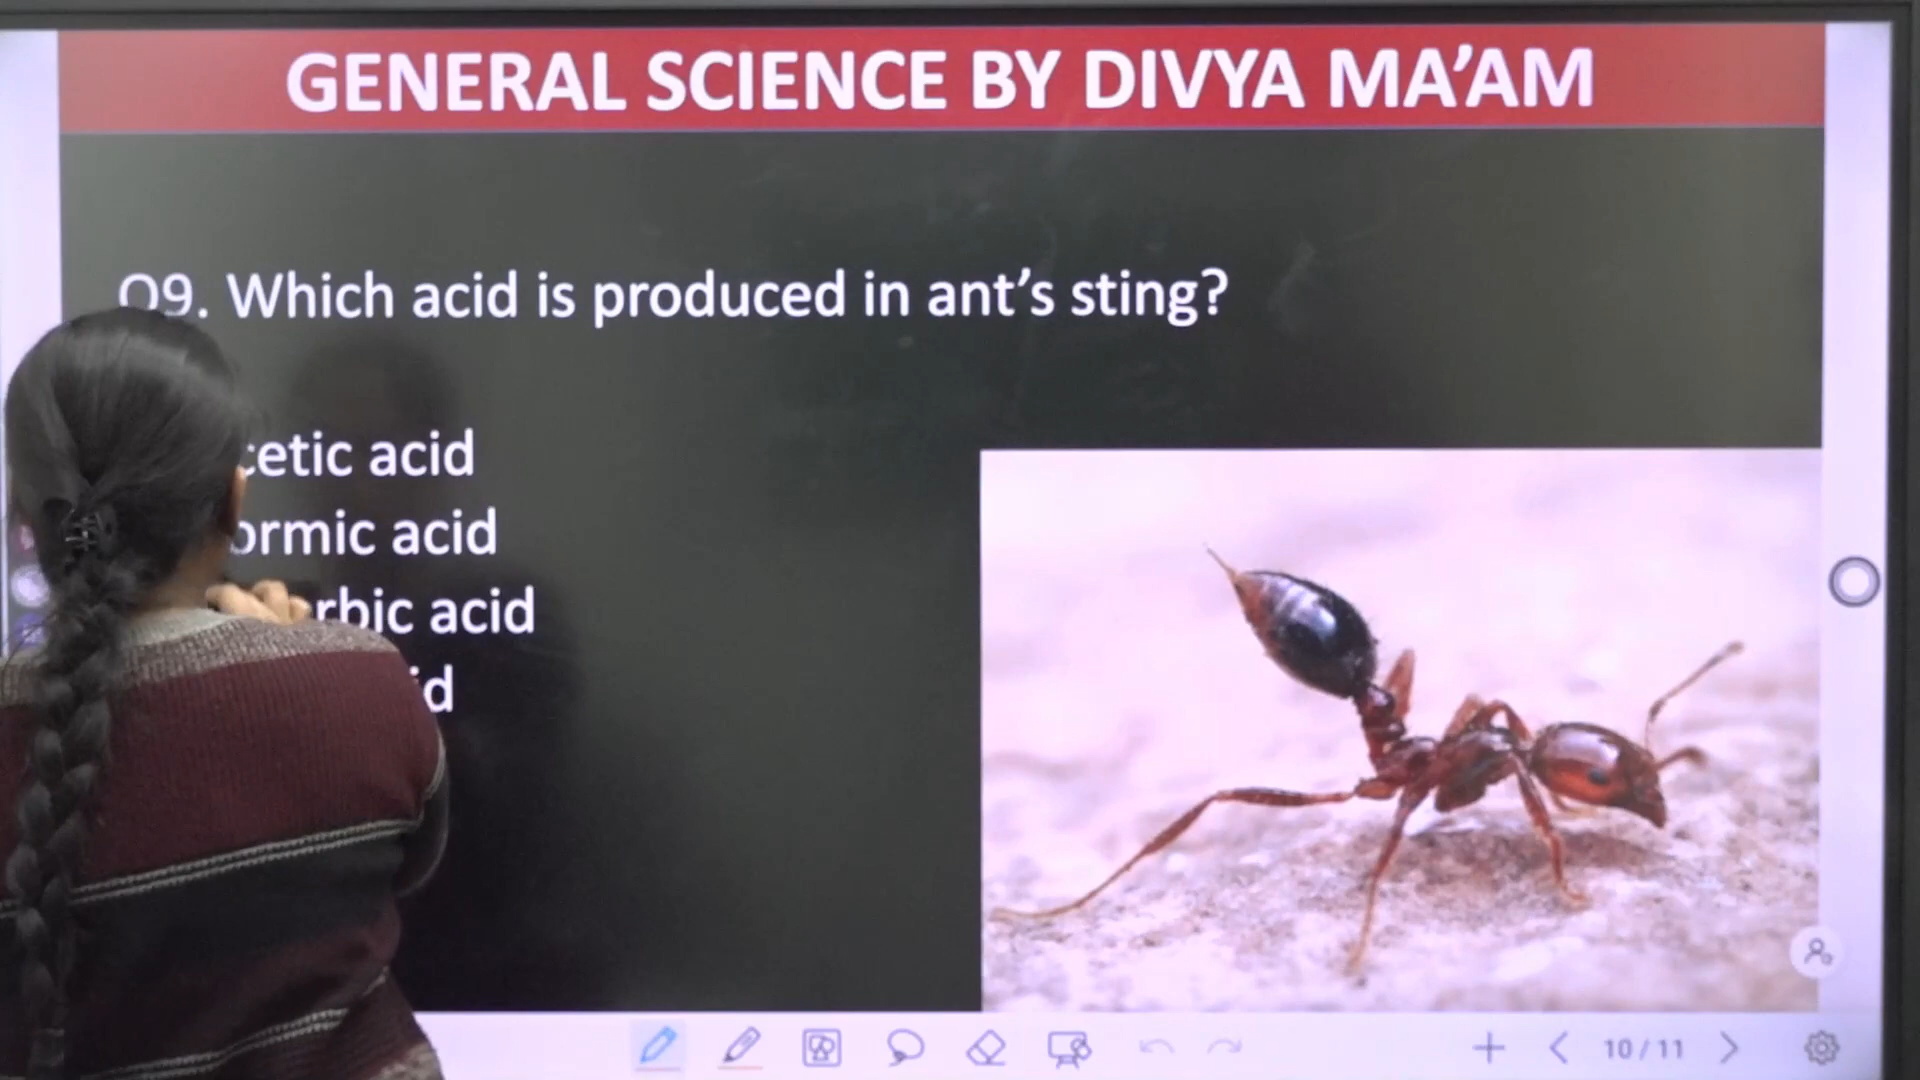 GENERAL SCIENCE BY DIVYA MA'AM
Q9. Which acid is produced in ant's sting?
cetic acid
ormic acid
rbic acid
id
10/11